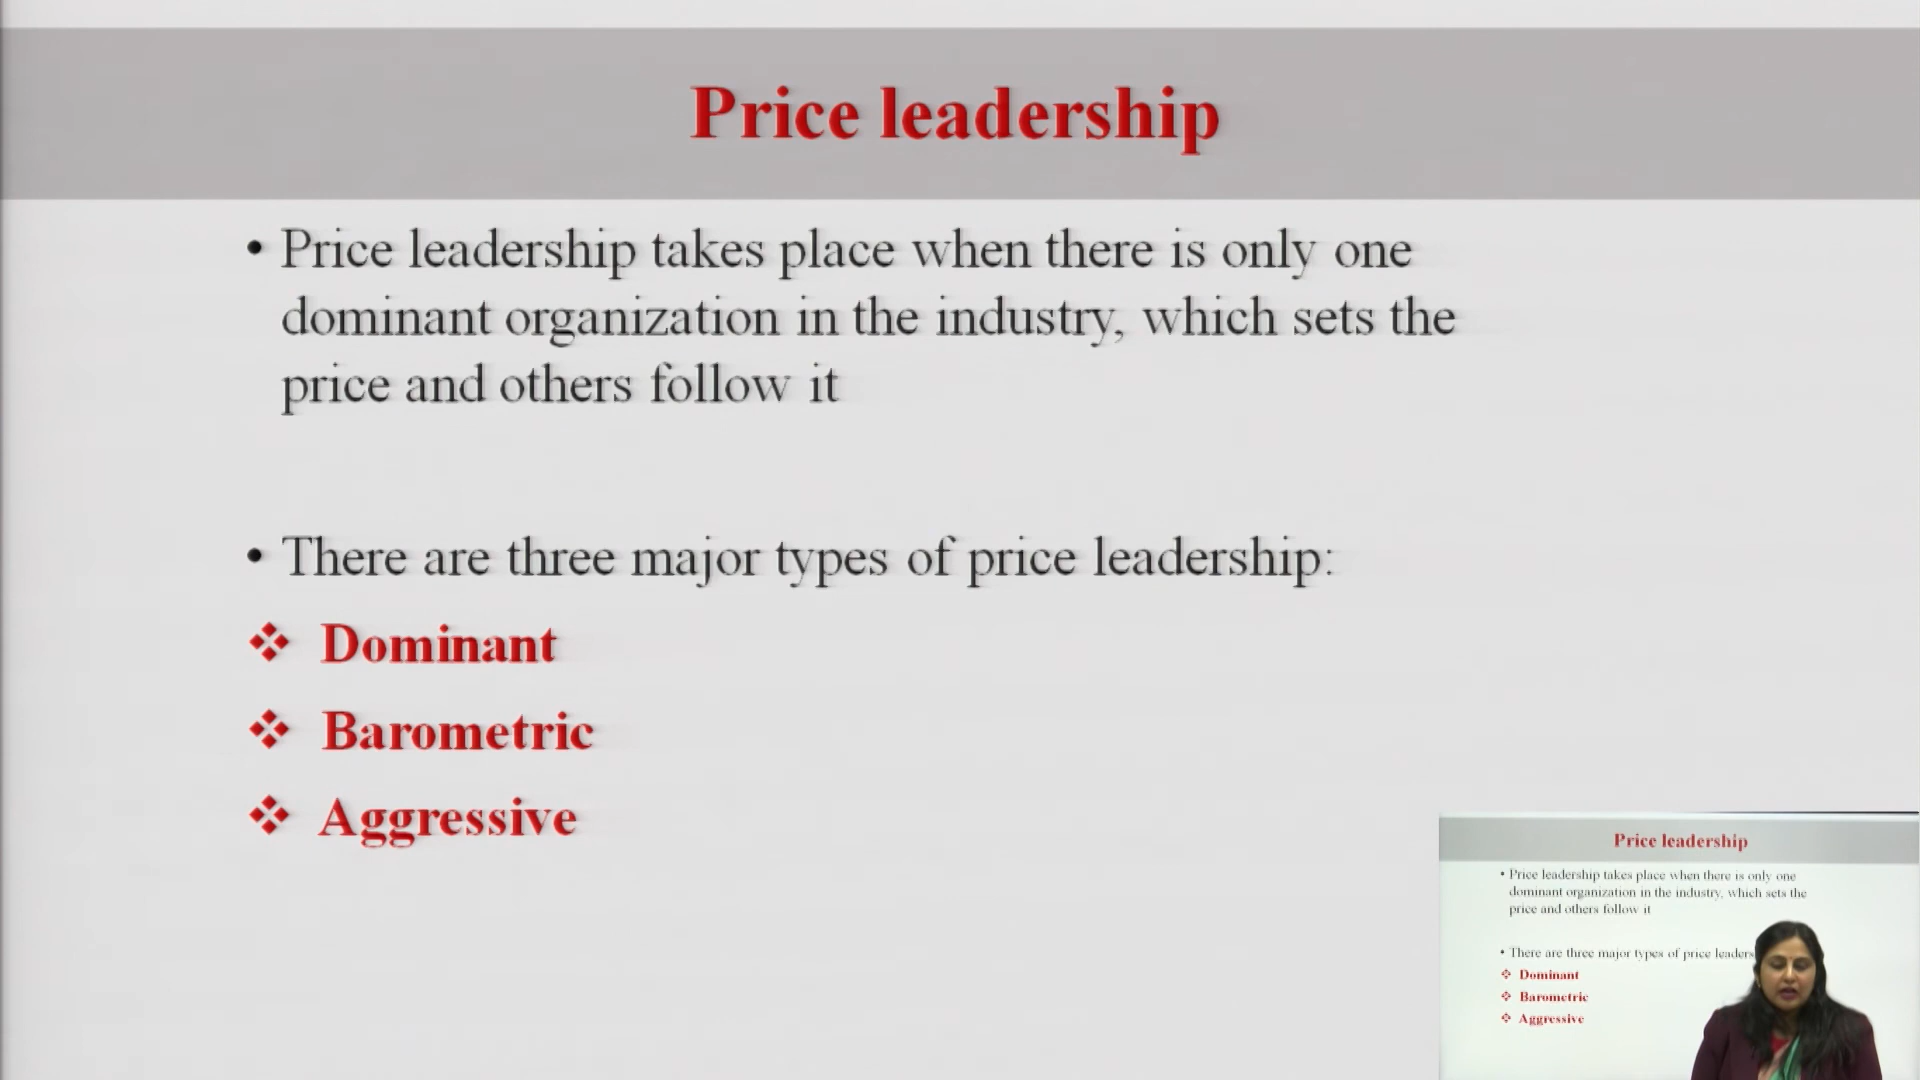 Price leadership
• Price leadership takes place when there is only one
dominant organization in the industry, which sets the
price and others follow it
• There are three major types of price leadership:
❖ Dominant
❖ Barometric
❖ Aggressive
Price leadership
• Price leadership takes place when there is only one
dominant organization in the industry, which sets the
price and others follow it
• There are three major types of price leaders
❖ Dominant
❖ Barometric
❖ Aggressive